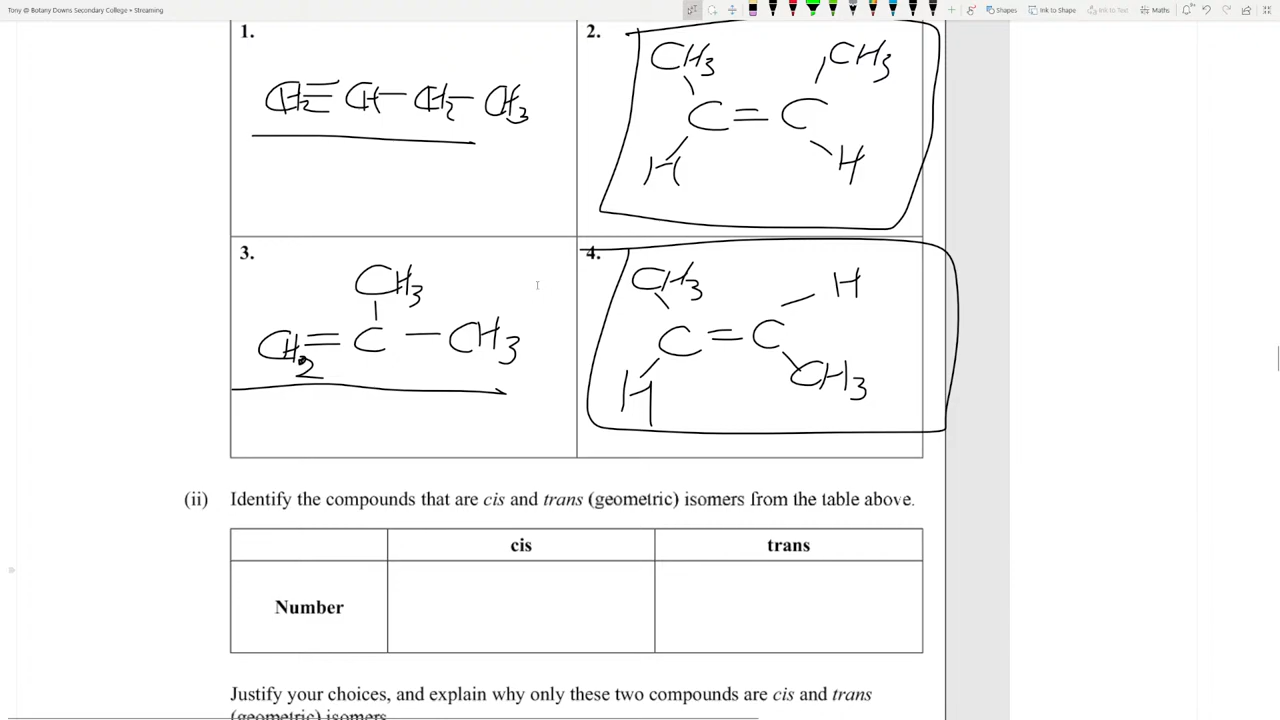 Tony @ Botany Downs Secondary College » Streaming
Shapes Ink to Shape Ink to Text Maths
1. 2.
CH2=CH—CH2—CH3
CH3 CH3
C=C
H H
3. 4.
CH3
CH2=C—CH3
CH3 H
C=C
H CH3
(ii) Identify the compounds that are cis and trans (geometric) isomers from the table above.
cis trans
Number
Justify your choices, and explain why only these two compounds are cis and trans
(geometric) isomers